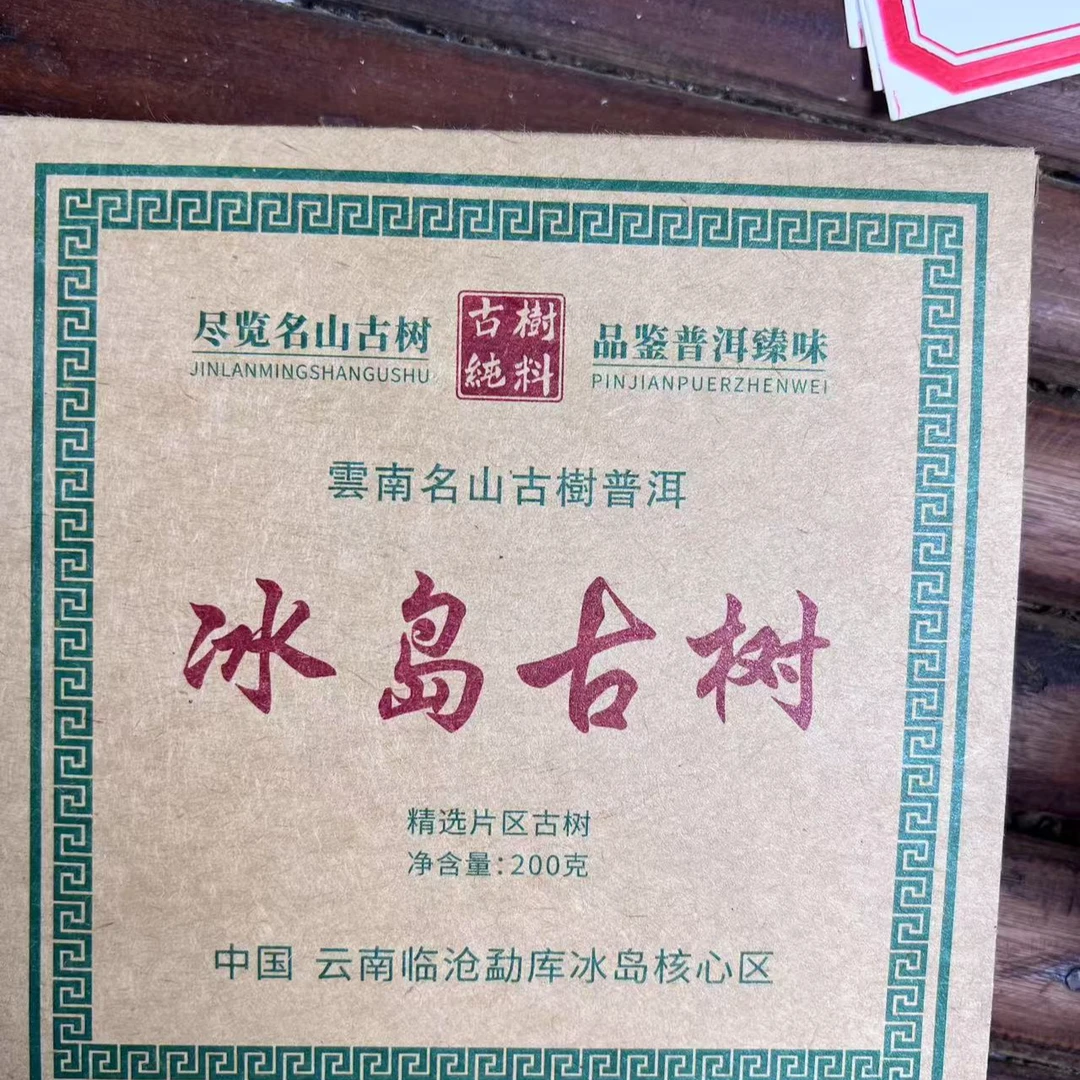 尽览名山古树
JINLANMINGSHANGUSHU
古樹
純料
品鉴普洱臻味
PINJIANPUERZHENWEI
雲南名山古樹普洱
冰岛古树
精选片区古树
净含量:200克
中国 云南临沧勐库冰岛核心区